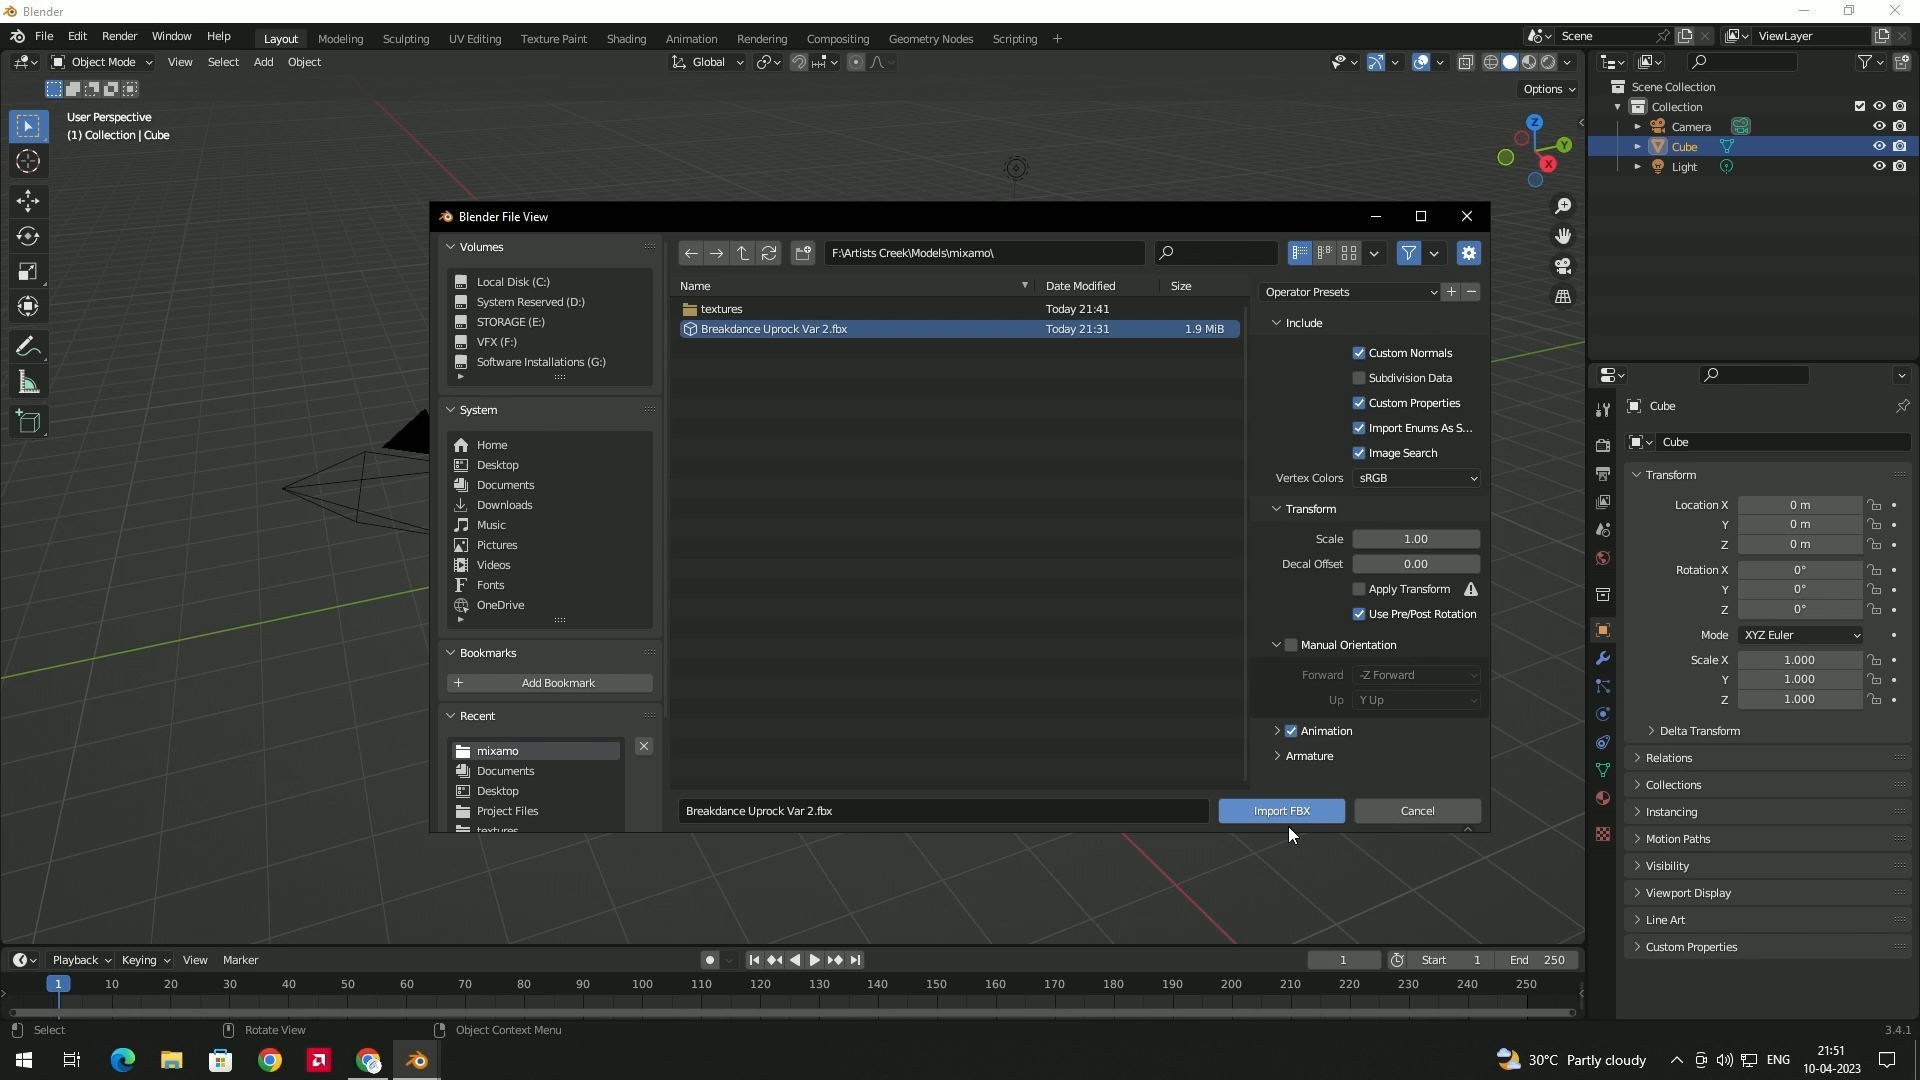 Blender
File Edit Render Window Help Layout Modeling Sculpting UV Editing Texture Paint Shading Animation Rendering Compositing Geometry Nodes Scripting + Scene ViewLayer
Object Mode View Select Add Object Global
Options
User Perspective
(1) Collection | Cube
Z
Y
X
Scene Collection
Collection
Camera
Cube
Light
Blender File View
Volumes
Local Disk (C:)
System Reserved (D:)
STORAGE (E:)
VFX (F:)
Software Installations (G:)
System
Home
Desktop
Documents
Downloads
Music
Pictures
Videos
Fonts
OneDrive
Bookmarks
Add Bookmark
Recent
mixamo
Documents
Desktop
Project Files
textures
F:\Artists Creek\Models\mixamo\
Name Date Modified Size
textures Today 21:41
Breakdance Uprock Var 2.fbx Today 21:31 1.9 MiB
Operator Presets
Include
Custom Normals
Subdivision Data
Custom Properties
Import Enums As S...
Image Search
Vertex Colors sRGB
Transform
Scale 1.00
Decal Offset 0.00
Apply Transform
Use Pre/Post Rotation
Manual Orientation
Forward -Z Forward
Up Y Up
Animation
Armature
Breakdance Uprock Var 2.fbx Import FBX Cancel
Cube
Cube
Transform
Location X 0 m
Y 0 m
Z 0 m
Rotation X 0°
Y 0°
Z 0°
Mode XYZ Euler
Scale X 1.000
Y 1.000
Z 1.000
Delta Transform
Relations
Collections
Instancing
Motion Paths
Visibility
Viewport Display
Line Art
Custom Properties
Playback Keying View Marker 1 Start 1 End 250
1 10 20 30 40 50 60 70 80 90 100 110 120 130 140 150 160 170 180 190 200 210 220 230 240 250
Select Rotate View Object Context Menu 3.4.1
30°C Partly cloudy ENG 21:51
10-04-2023